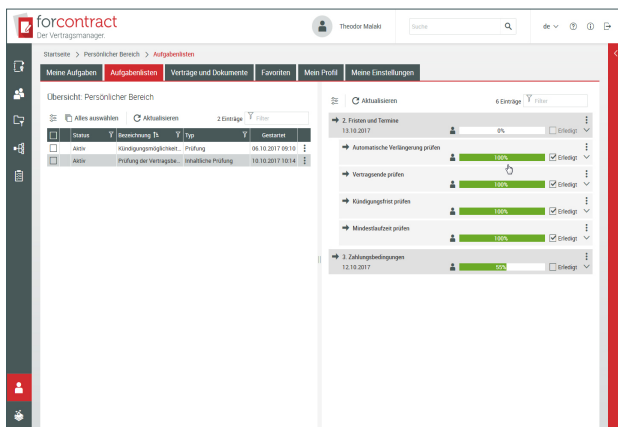 forcontract
Der Vertragsmanager.
Theodor Malaki
Suche
de
Startseite > Persönlicher Bereich > Aufgabenlisten
Meine Aufgaben Aufgabenlisten Verträge und Dokumente Favoriten Mein Profil Meine Einstellungen
Übersicht: Persönlicher Bereich
Alles auswählen Aktualisieren 2 Einträge Filter
Status Bezeichnung Typ Gestartet
Aktiv Kündigungsmöglichkeit... Prüfung 06.10.2017 09:10
Aktiv Prüfung der Vertragsbe... Inhaltliche Prüfung 10.10.2017 10:14
Aktualisieren 6 Einträge Filter
2. Fristen und Termine
13.10.2017 0% Erledigt
Automatische Verlängerung prüfen
100% Erledigt
Vertragsende prüfen
100% Erledigt
Kündigungsfrist prüfen
100% Erledigt
Mindestlaufzeit prüfen
100% Erledigt
3. Zahlungsbedingungen
12.10.2017 55% Erledigt